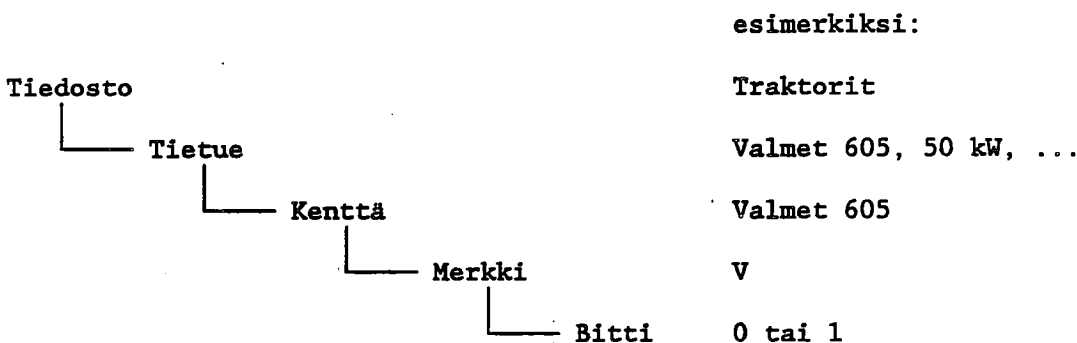 esimerkiksi:
Tiedosto Traktorit
Tietue Valmet 605, 50 kW, ...
Kenttä Valmet 605
Merkki V
Bitti 0 tai 1